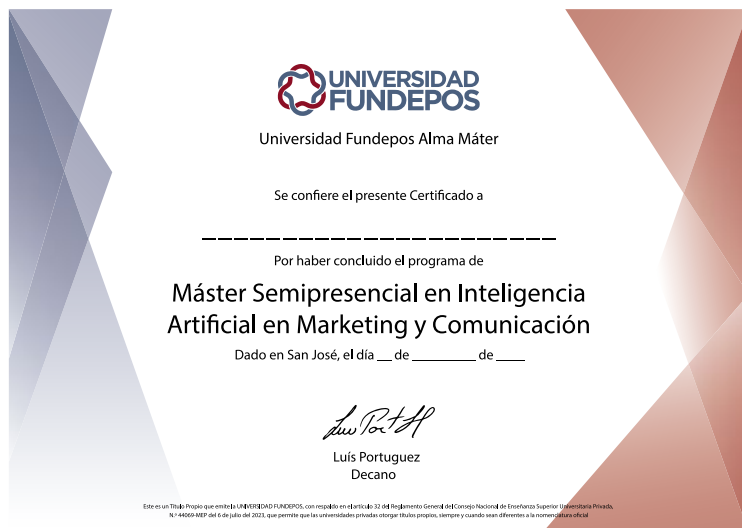 UNIVERSIDAD
FUNDEPOS
Universidad Fundepos Alma Máter
Se confiere el presente Certificado a
Por haber concluido el programa de
Máster Semipresencial en Inteligencia
Artificial en Marketing y Comunicación
Dado en San José, el día __ de ________ de ____
Luís Portuguez
Decano
Este es un Título Propio que emite la UNIVERSIDAD FUNDEPOS, con respaldo en el artículo 32 del Reglamento General del Consejo Nacional de Enseñanza Superior Universitaria Privada,
N.º 44069-MEP del 6 de julio del 2023, que permite que las universidades privadas otorgar títulos propios, siempre y cuando sean diferentes a la nomenclatura oficial